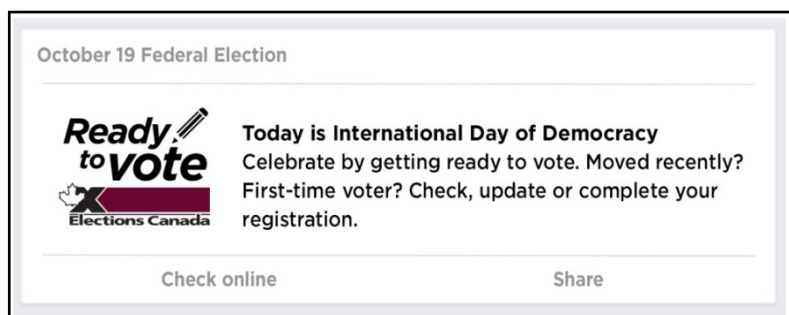 October 19 Federal Election
Ready
to vote
Elections Canada
Today is International Day of Democracy
Celebrate by getting ready to vote. Moved recently?
First-time voter? Check, update or complete your
registration.
Check online
Share